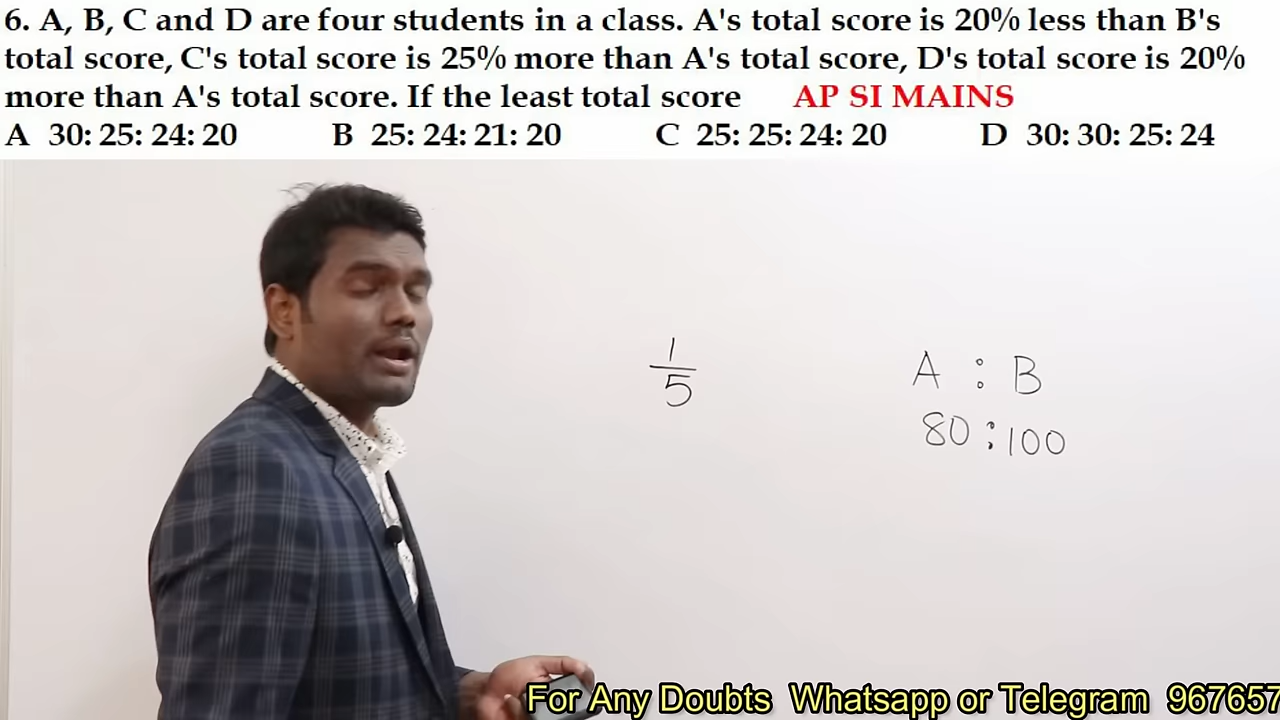 6. A, B, C and D are four students in a class. A's total score is 20% less than B's
total score, C's total score is 25% more than A's total score, D's total score is 20%
more than A's total score. If the least total score AP SI MAINS
A 30: 25: 24: 20 B 25: 24: 21: 20 C 25: 25: 24: 20 D 30: 30: 25: 24
1
5
A : B
80 : 100
For Any Doubts Whatsapp or Telegram 967657